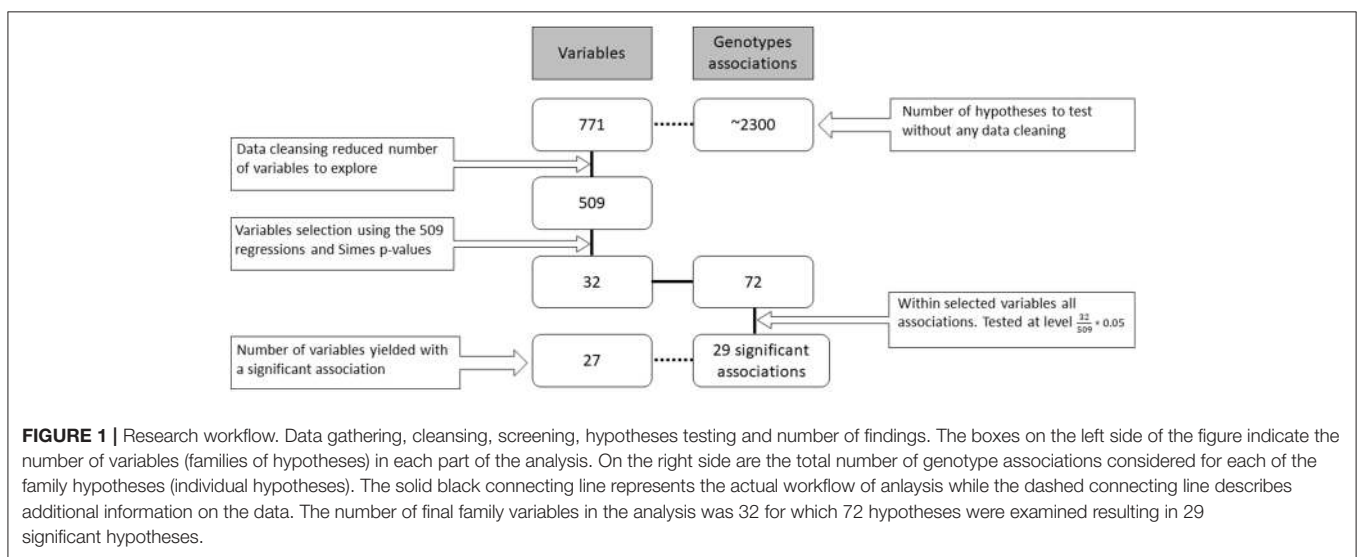 Variables
Genotypes
associations
771
~2300
Number of hypotheses to test
without any data cleaning
Data cleansing reduced number
of variables to explore
509
Variables selection using the 509
regressions and Simes p-values
32
72
Within selected variables all
associations. Tested at level 32/509 * 0.05
Number of variables yielded with
a significant association
27
29 significant
associations
FIGURE 1 | Research workflow. Data gathering, cleansing, screening, hypotheses testing and number of findings. The boxes on the left side of the figure indicate the
number of variables (families of hypotheses) in each part of the analysis. On the right side are the total number of genotype associations considered for each of the
family hypotheses (individual hypotheses). The solid black connecting line represents the actual workflow of anlaysis while the dashed connecting line describes
additional information on the data. The number of final family variables in the analysis was 32 for which 72 hypotheses were examined resulting in 29
significant hypotheses.